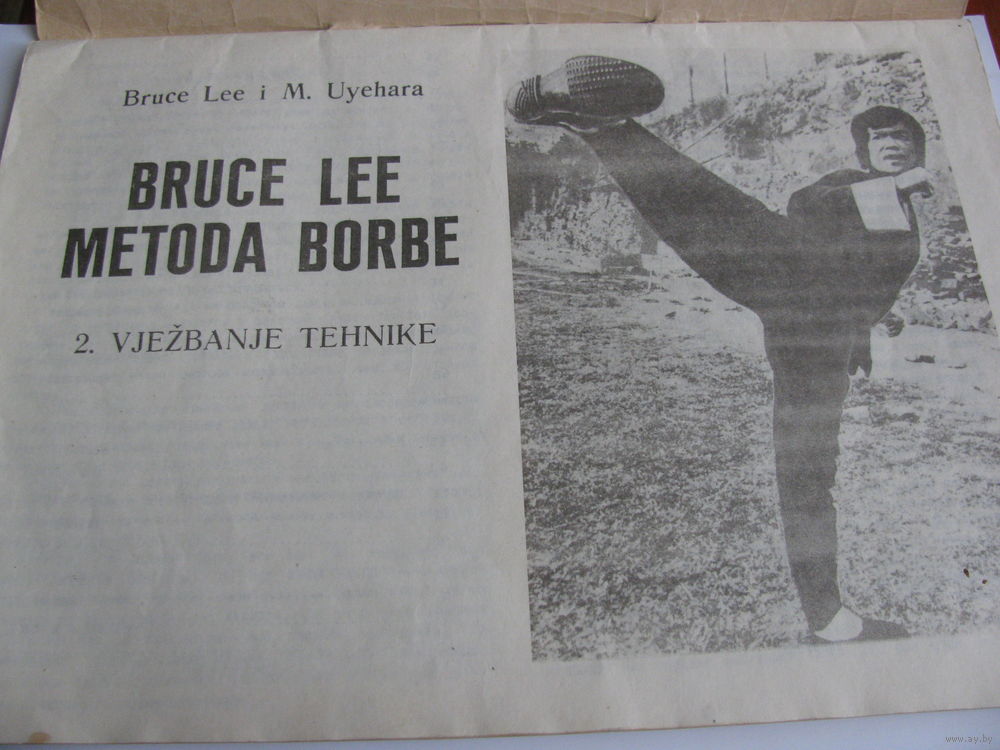 Bruce Lee i M. Uyehara
BRUCE LEE
METODA BORBE
2. VJEŽBANJE TEHNIKE
www.ay.by